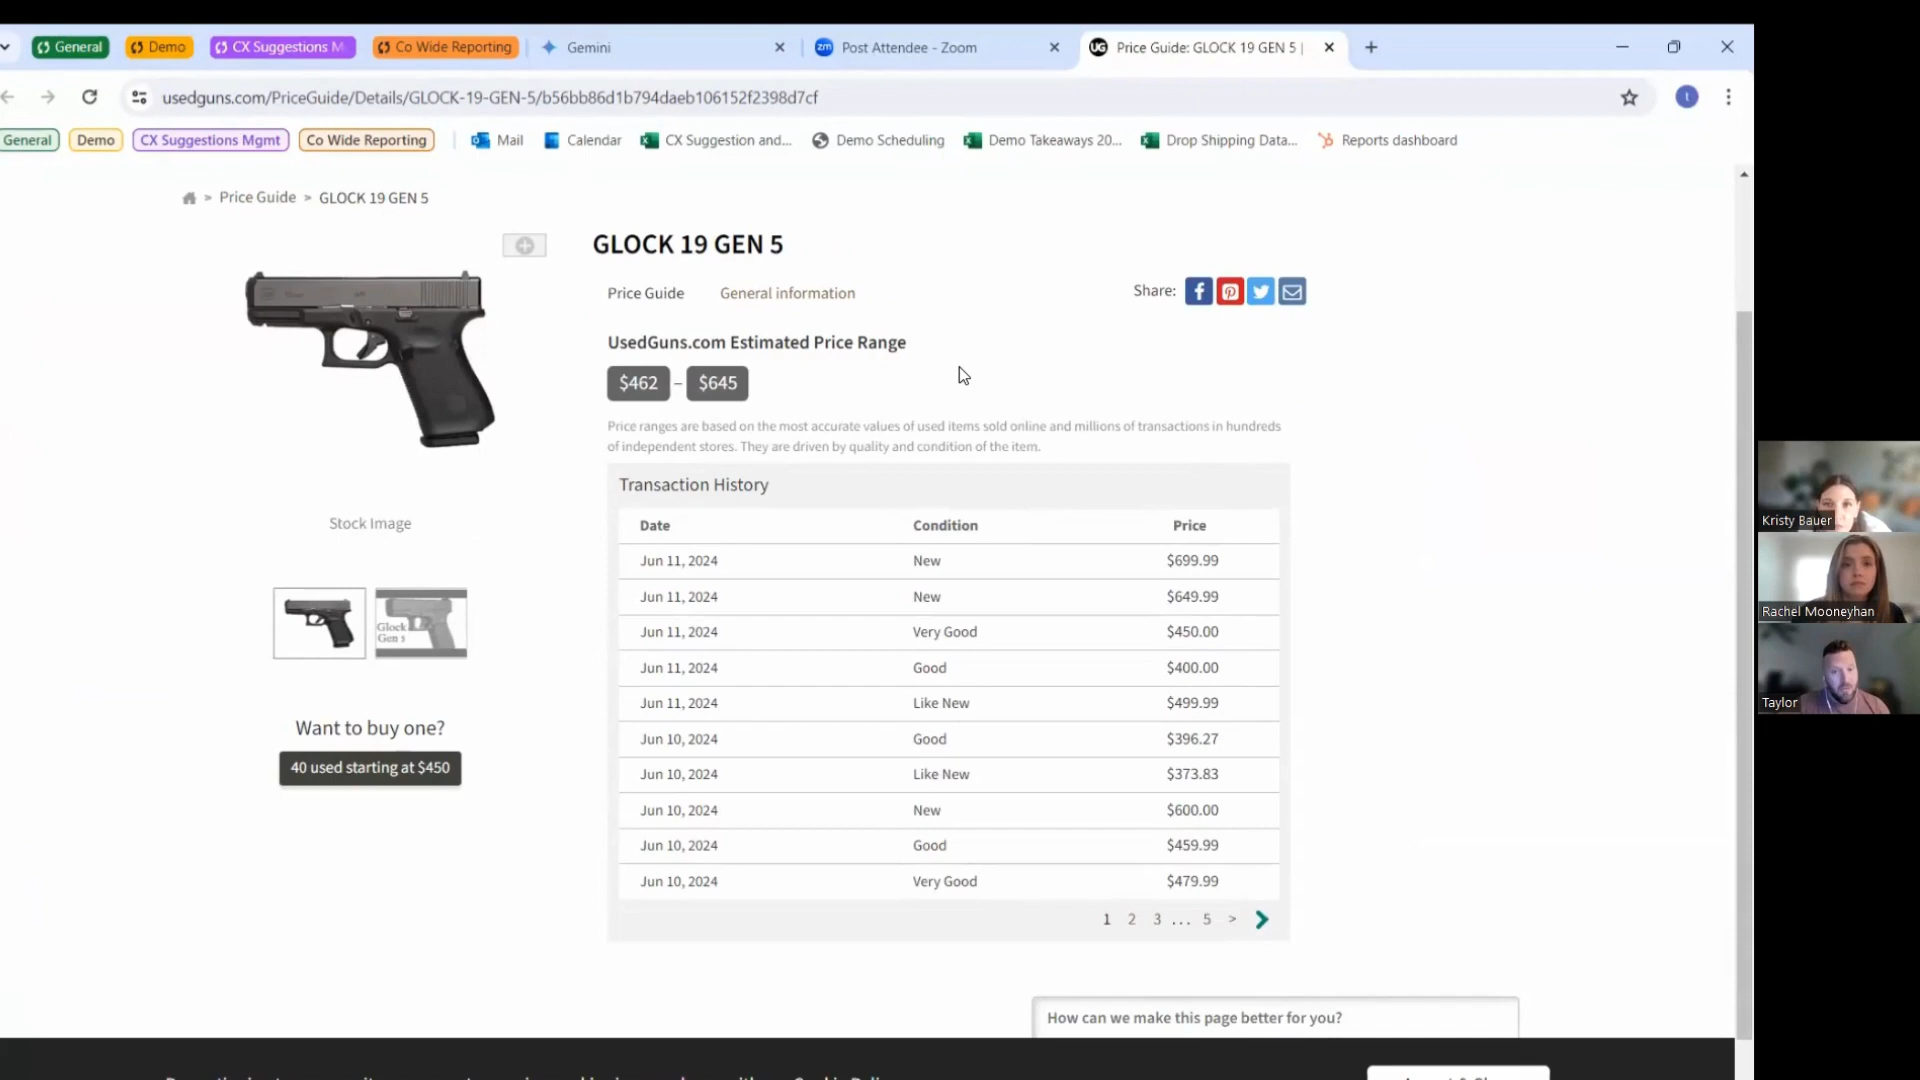 General
Demo
CX Suggestions M
Co Wide Reporting
Gemini
zm Post Attendee - Zoom
UG Price Guide: GLOCK 19 GEN 5 |
usedguns.com/PriceGuide/Details/GLOCK-19-GEN-5/b56bb86d1b794daeb106152f2398d7cf
t
General
Demo
CX Suggestions Mgmt
Co Wide Reporting
Mail
Calendar
CX Suggestion and...
Demo Scheduling
Demo Takeaways 20...
Drop Shipping Data...
Reports dashboard
> Price Guide > GLOCK 19 GEN 5
GLOCK 19 GEN 5
Price Guide General information
Share:
UsedGuns.com Estimated Price Range
$462 – $645
Price ranges are based on the most accurate values of used items sold online and millions of transactions in hundreds
of independent stores. They are driven by quality and condition of the item.
Stock Image
Glock
Gen 5
Want to buy one?
40 used starting at $450
Transaction History
Date Condition Price
Jun 11, 2024 New $699.99
Jun 11, 2024 New $649.99
Jun 11, 2024 Very Good $450.00
Jun 11, 2024 Good $400.00
Jun 11, 2024 Like New $499.99
Jun 10, 2024 Good $396.27
Jun 10, 2024 Like New $373.83
Jun 10, 2024 New $600.00
Jun 10, 2024 Good $459.99
Jun 10, 2024 Very Good $479.99
1 2 3 ... 5 >
How can we make this page better for you?
Kristy Bauer
Rachel Mooneyhan
Taylor